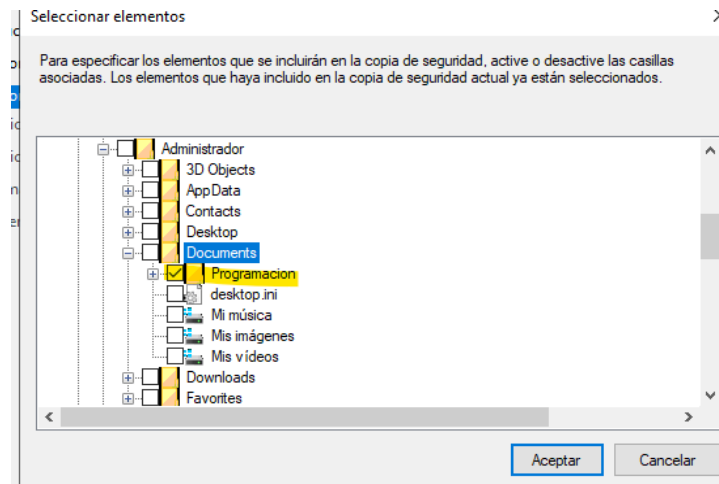 Seleccionar elementos
Para especificar los elementos que se incluirán en la copia de seguridad, active o desactive las casillas
asociadas. Los elementos que haya incluido en la copia de seguridad actual ya están seleccionados.
Administrador
3D Objects
AppData
Contacts
Desktop
Documents
Programacion
desktop.ini
Mi música
Mis imágenes
Mis vídeos
Downloads
Favorites
Aceptar
Cancelar